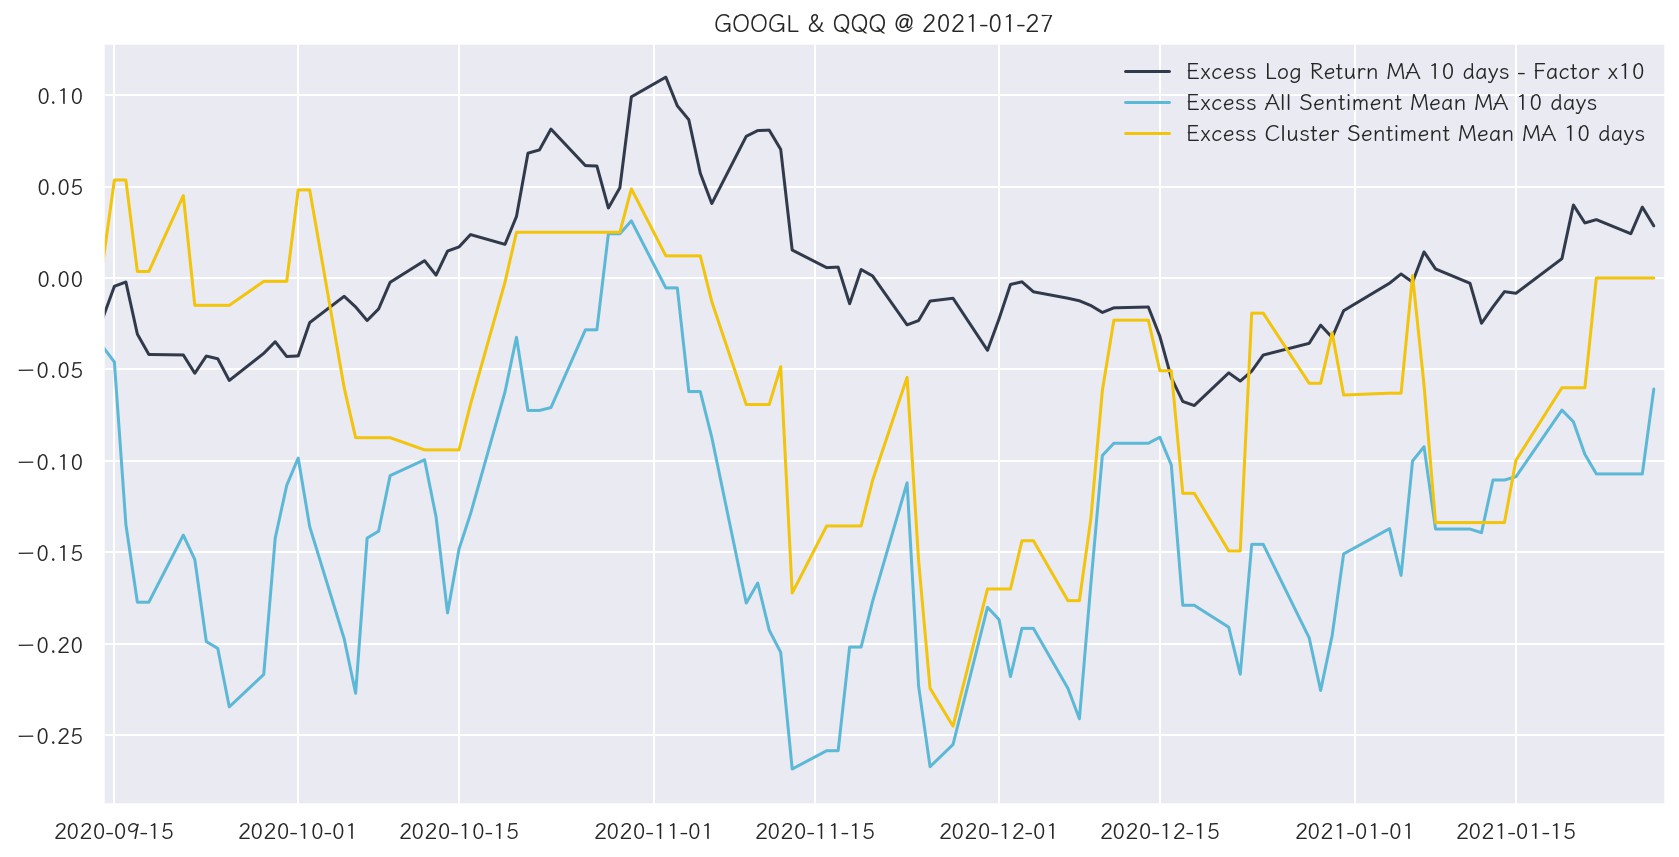 GOOGL & QQQ @ 2021-01-27
Excess Log Return MA 10 days - Factor x10
Excess All Sentiment Mean MA 10 days
Excess Cluster Sentiment Mean MA 10 days
0.10
0.05
0.00
−0.05
−0.10
−0.15
−0.20
−0.25
2020-09-15 2020-10-01 2020-10-15 2020-11-01 2020-11-15 2020-12-01 2020-12-15 2021-01-01 2021-01-15